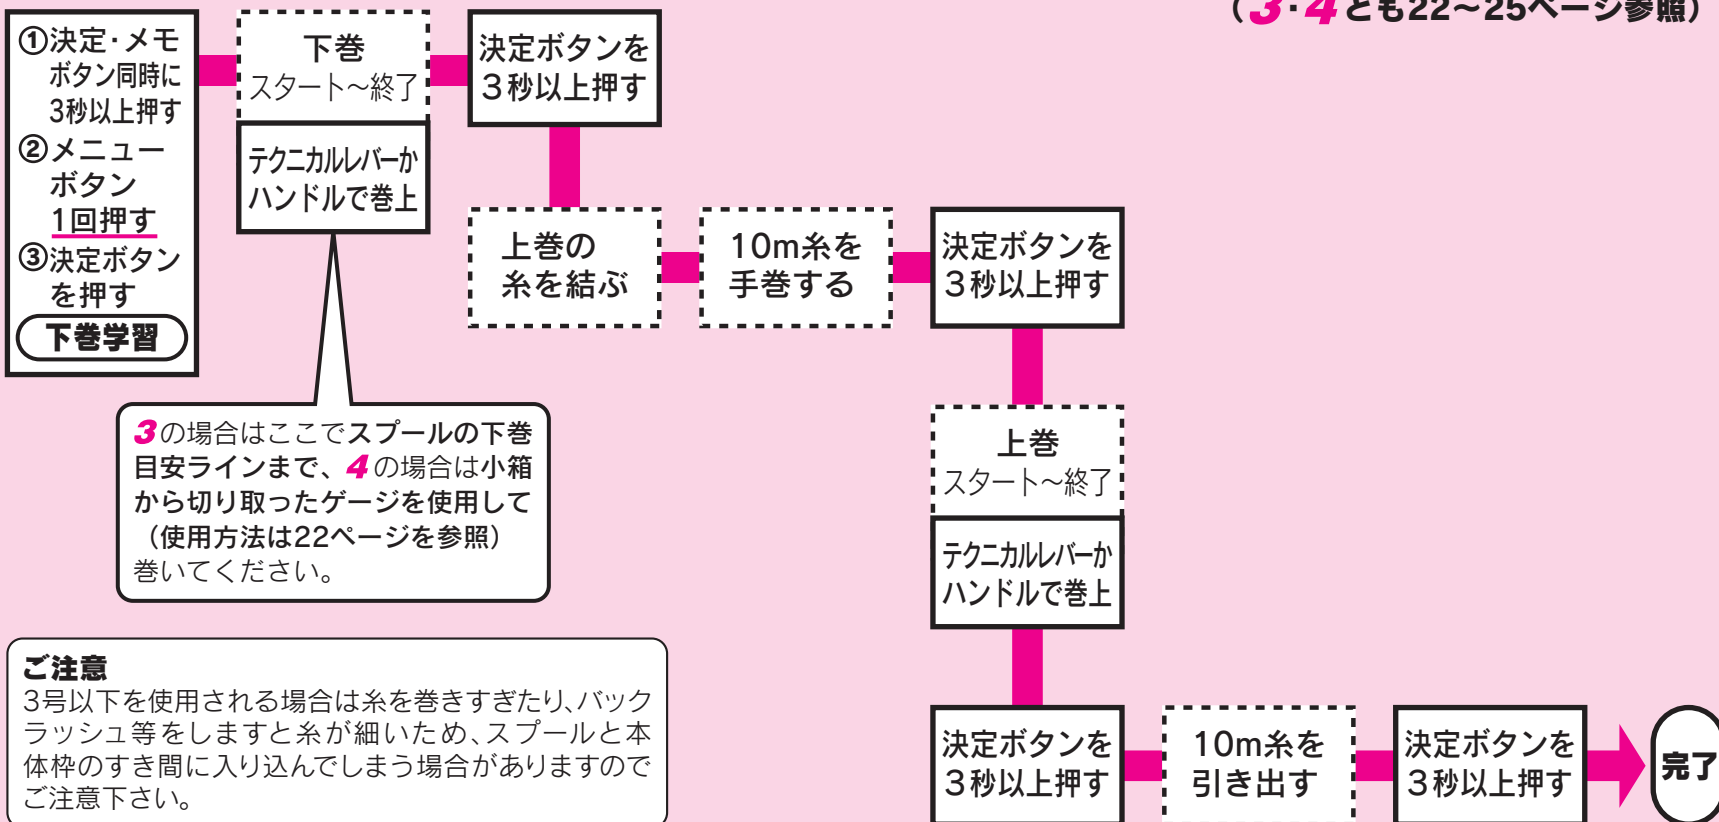 （3・4とも22〜25ページ参照）
①決定・メモ
ボタン同時に
3秒以上押す
②メニュー
ボタン
1回押す
③決定ボタン
を押す
下巻学習
下巻
スタート〜終了
テクニカルレバーか
ハンドルで巻上
決定ボタンを
3秒以上押す
上巻の
糸を結ぶ
10m糸を
手巻する
決定ボタンを
3秒以上押す
3の場合はここでスプールの下巻
目安ラインまで、4の場合は小箱
から切り取ったゲージを使用して
（使用方法は22ページを参照）
巻いてください。
上巻
スタート〜終了
テクニカルレバーか
ハンドルで巻上
ご注意
3号以下を使用される場合は糸を巻きすぎたり、バック
ラッシュ等をしますと糸が細いため、スプールと本
体枠のすき間に入り込んでしまう場合がありますので
ご注意下さい。
決定ボタンを
3秒以上押す
10m糸を
引き出す
決定ボタンを
3秒以上押す
完了